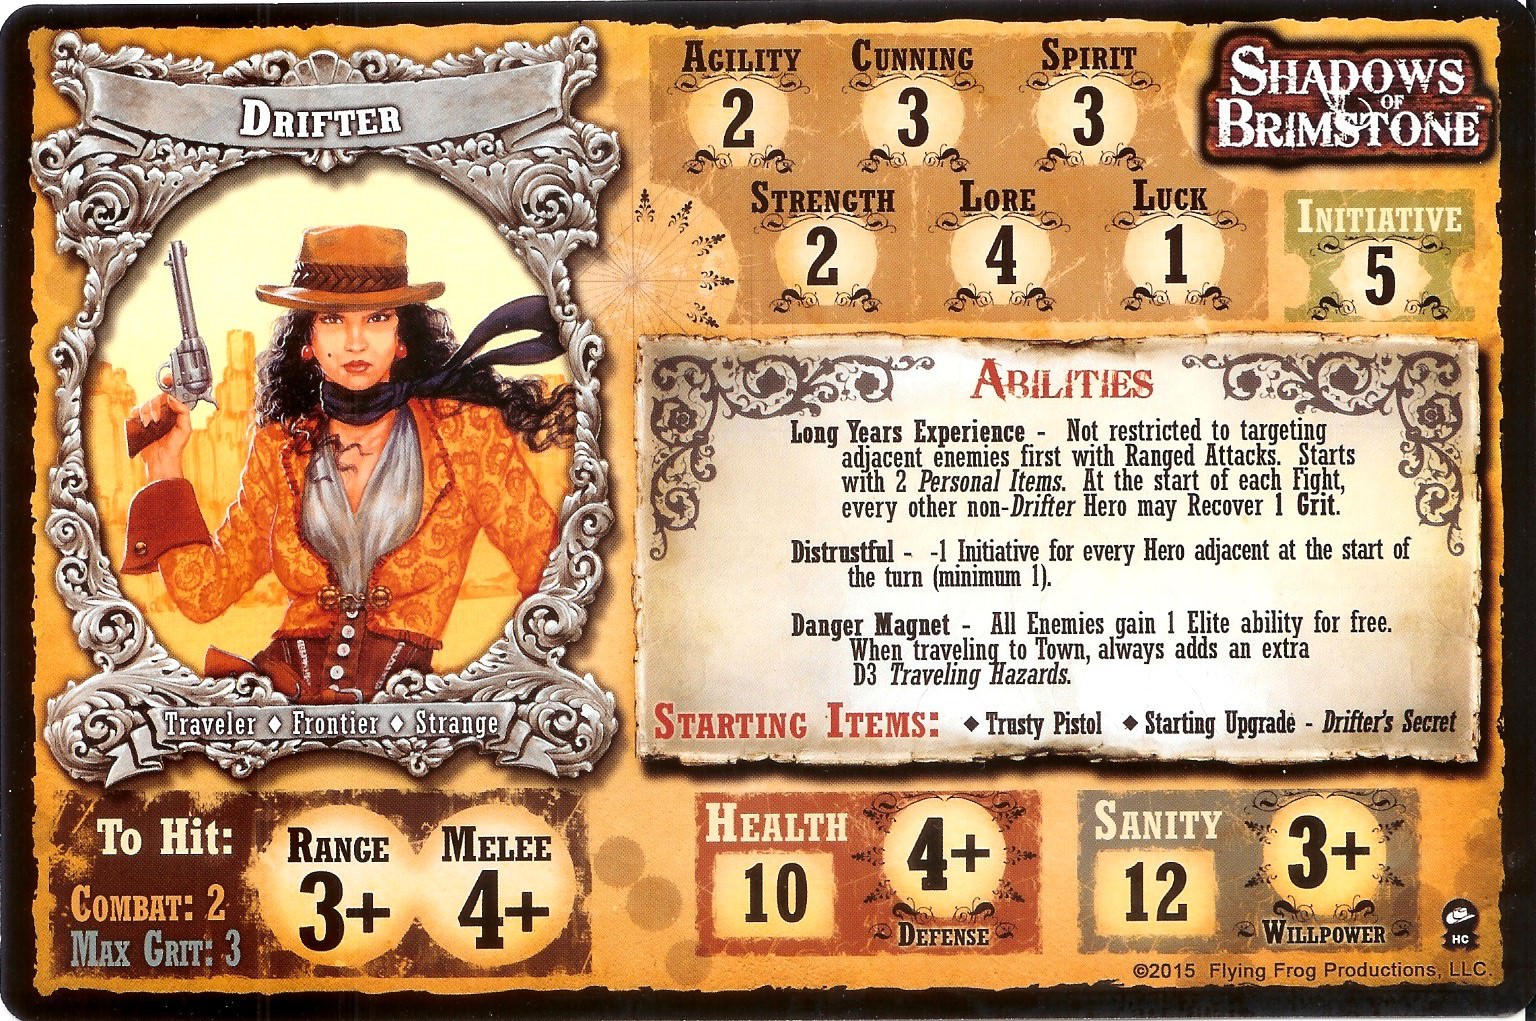 Drifter
Agility Cunning Spirit
2 3 3
Shadows
of
Brimstone™
Strength Lore Luck
2 4 1
Initiative
5
Abilities
Long Years Experience - Not restricted to targeting
adjacent enemies first with Ranged Attacks. Starts
with 2 Personal Items. At the start of each Fight,
every other non-Drifter Hero may Recover 1 Grit.
Distrustful - -1 Initiative for every Hero adjacent at the start of
the turn (minimum 1).
Danger Magnet - All Enemies gain 1 Elite ability for free.
When traveling to Town, always adds an extra
D3 Traveling Hazards.
Starting Items: ♦ Trusty Pistol ♦ Starting Upgrade - Drifter's Secret
Traveler ♦ Frontier ♦ Strange
To Hit:
Range Melee
3+ 4+
Combat: 2
Max Grit: 3
Health
10
4+
Defense
Sanity
12
3+
Willpower
HC
©2015 Flying Frog Productions, LLC.